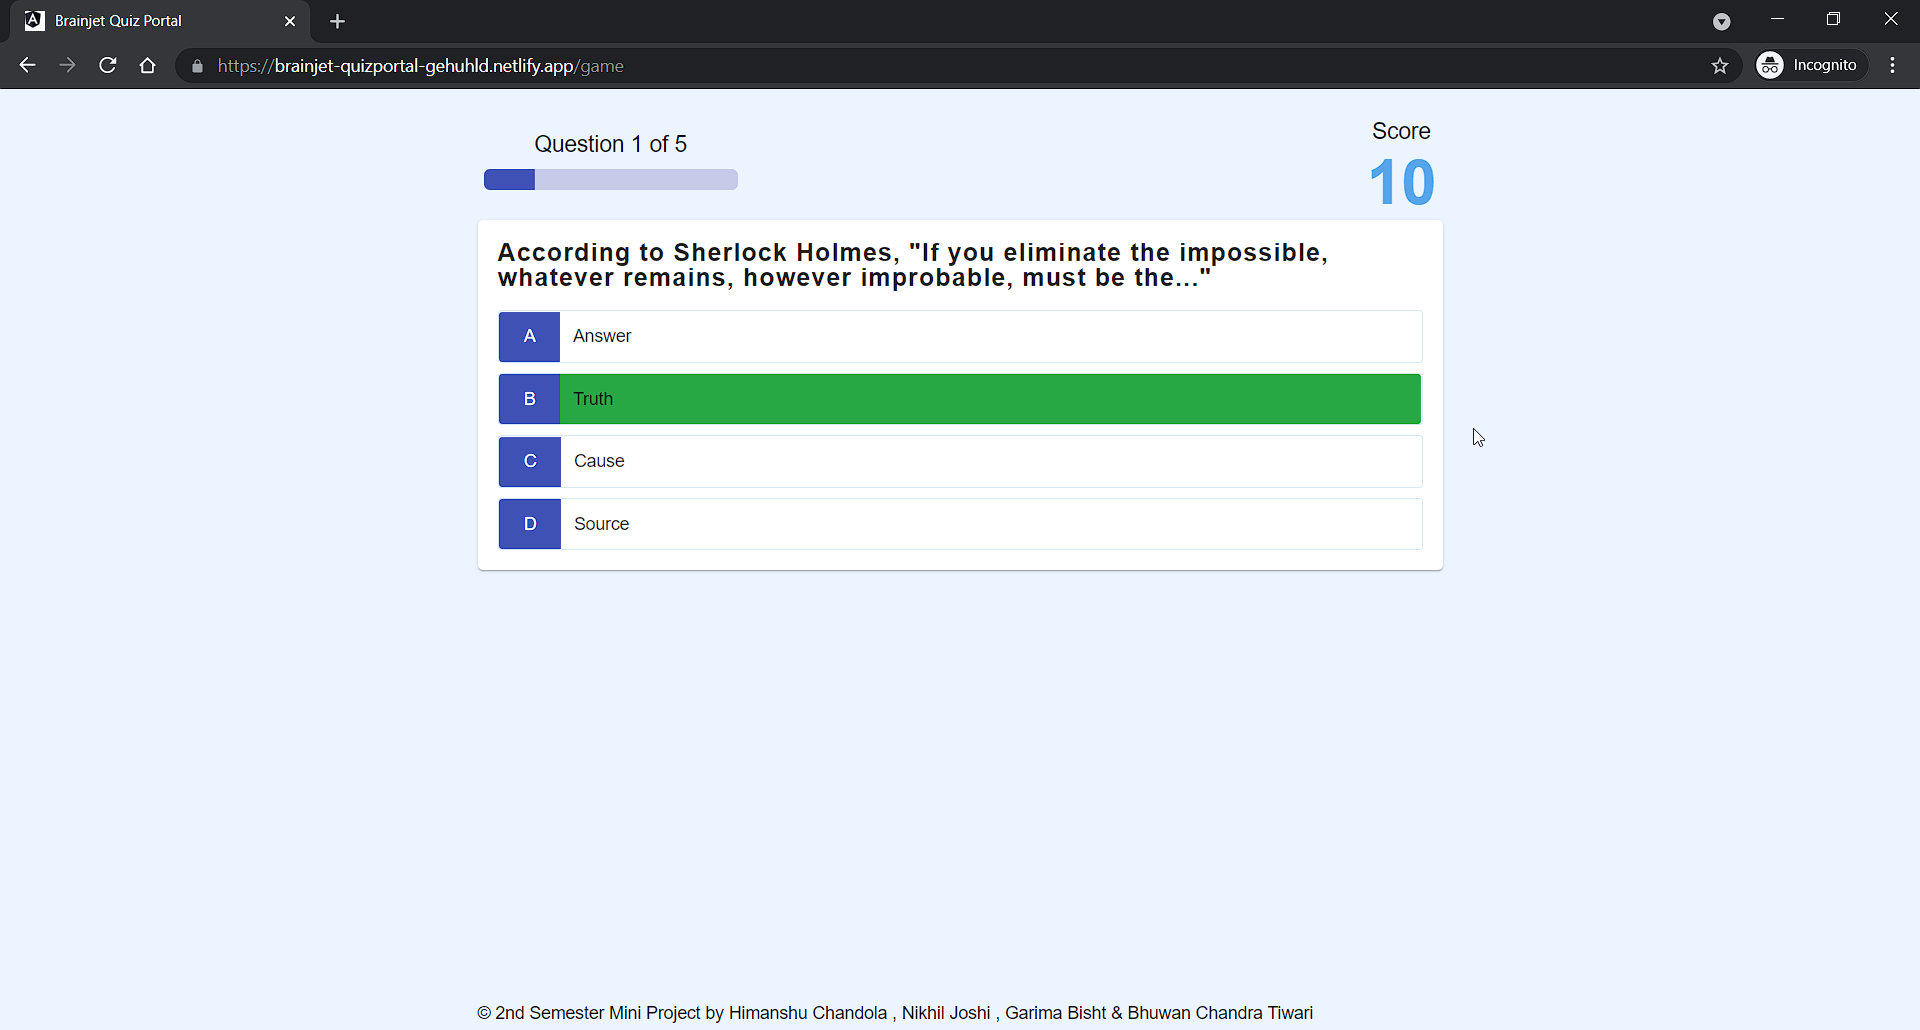 Brainjet Quiz Portal
https://brainjet-quizportal-gehuhld.netlify.app/game
Incognito
Question 1 of 5
Score
10
According to Sherlock Holmes, "If you eliminate the impossible,
whatever remains, however improbable, must be the..."
A Answer
B Truth
C Cause
D Source
© 2nd Semester Mini Project by Himanshu Chandola , Nikhil Joshi , Garima Bisht & Bhuwan Chandra Tiwari